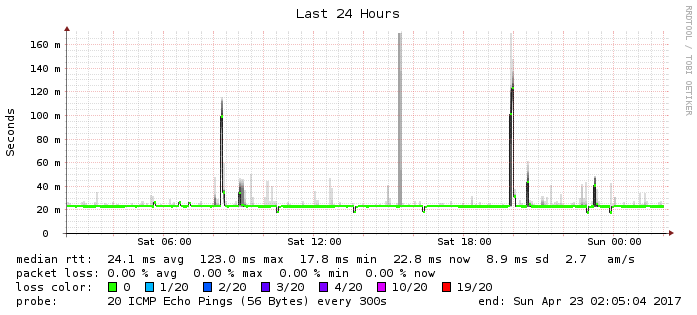 Last 24 Hours
RRDTOOL / TOBI OETIKER
Seconds
160 m
140 m
120 m
100 m
80 m
60 m
40 m
20 m
0
Sat 06:00 Sat 12:00 Sat 18:00 Sun 00:00
median rtt: 24.1 ms avg 123.0 ms max 17.8 ms min 22.8 ms now 8.9 ms sd 2.7 am/s
packet loss: 0.00 % avg 0.00 % max 0.00 % min 0.00 % now
loss color: 0 1/20 2/20 3/20 4/20 10/20 19/20
probe: 20 ICMP Echo Pings (56 Bytes) every 300s end: Sun Apr 23 02:05:04 2017